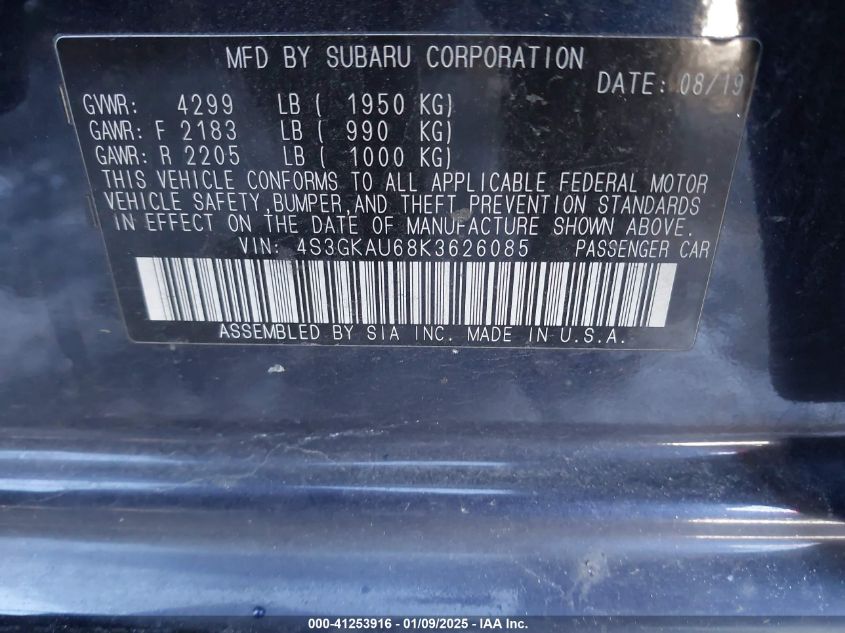 MFD BY SUBARU CORPORATION
DATE: 08/19
GVWR: 4299 LB ( 1950 KG)
GAWR: F 2183 LB ( 990 KG)
GAWR: R 2205 LB ( 1000 KG)
THIS VEHICLE CONFORMS TO ALL APPLICABLE FEDERAL MOTOR
VEHICLE SAFETY, BUMPER, AND THEFT PREVENTION STANDARDS
IN EFFECT ON THE DATE OF MANUFACTURE SHOWN ABOVE.
VIN: 4S3GKAU68K3626085 PASSENGER CAR
ASSEMBLED BY SIA INC. MADE IN U.S.A.
000-41253916 - 01/09/2025 - IAA Inc.